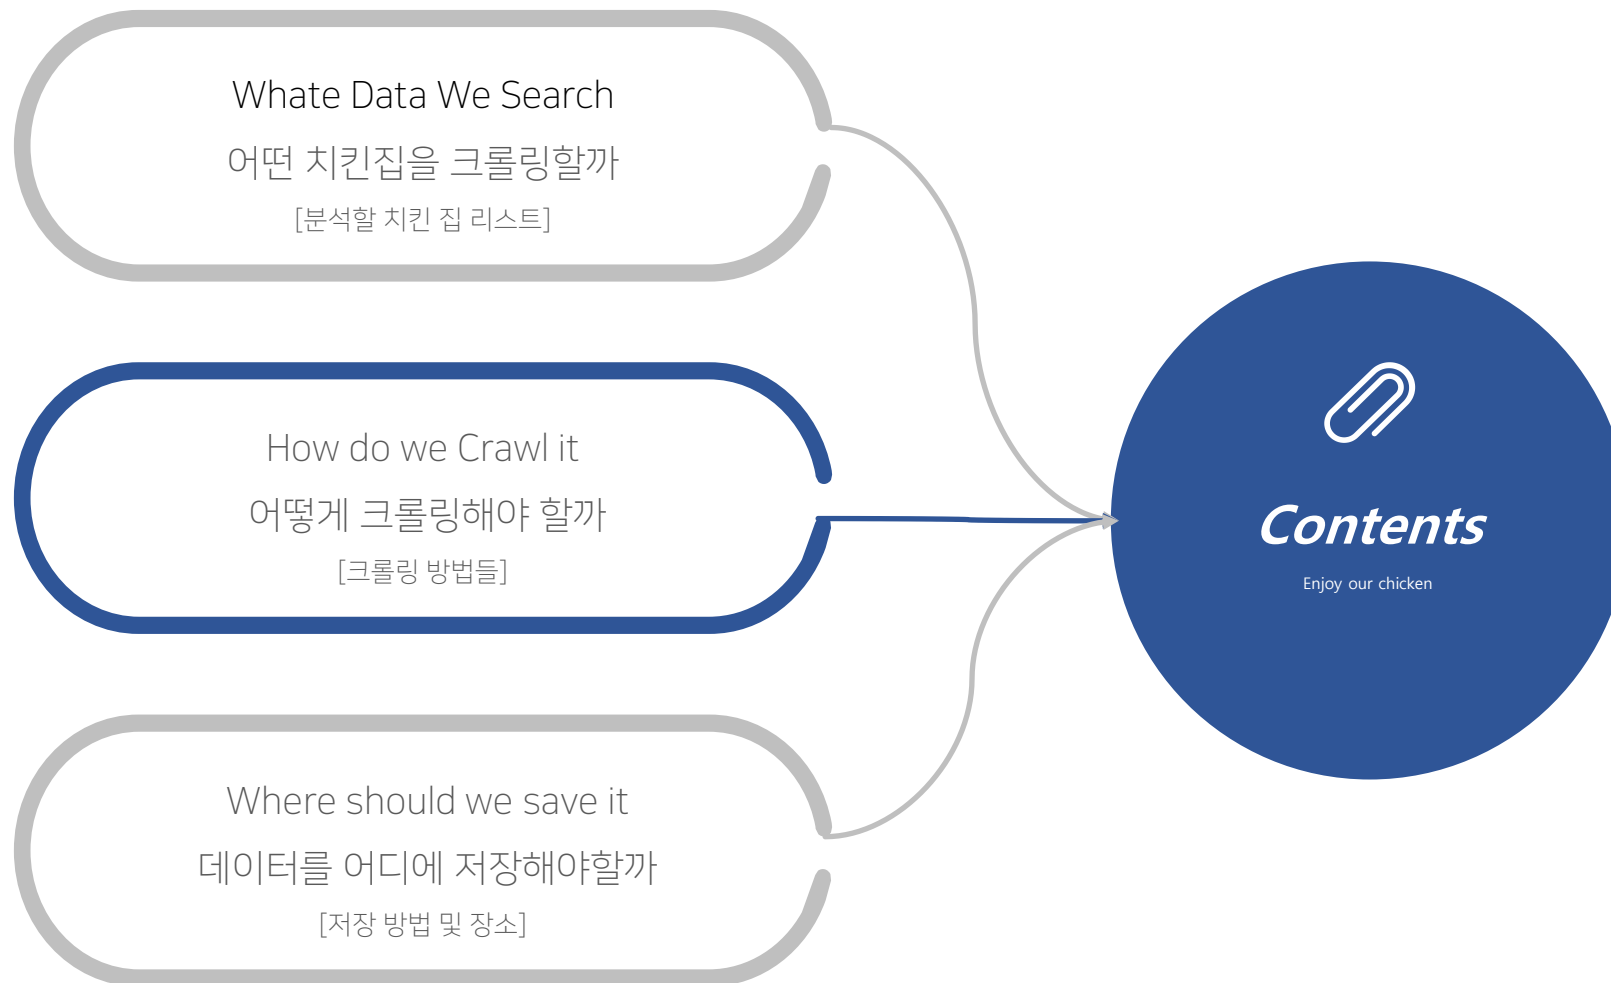 Whate Data We Search
어떤 치킨집을 크롤링할까
[분석할 치킨 집 리스트]
How do we Crawl it
어떻게 크롤링해야 할까
[크롤링 방법들]
Where should we save it
데이터를 어디에 저장해야할까
[저장 방법 및 장소]
Contents
Enjoy our chicken